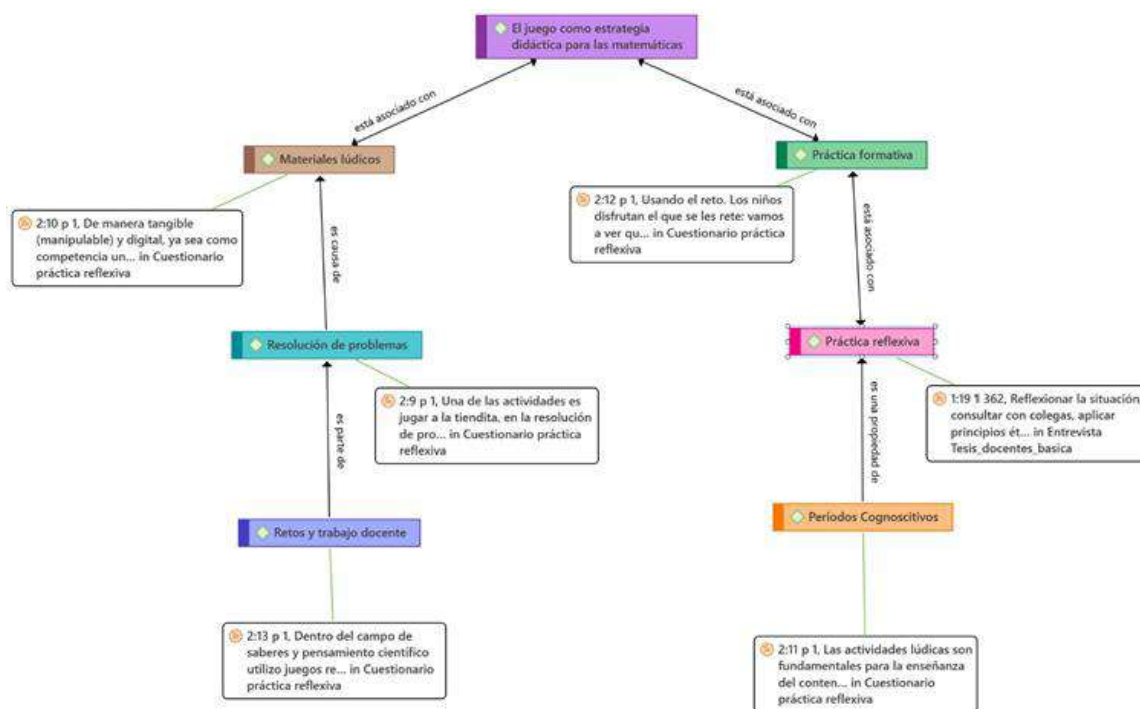 El juego como estrategia
didáctica para las matemáticas
está asociado con
está asociado con
Materiales lúdicos
Práctica formativa
2:10 p 1, De manera tangible
(manipulable) y digital, ya sea como
competencia un... in Cuestionario
práctica reflexiva
2:12 p 1, Usando el reto. Los niños
disfrutan el que se les rete: vamos
a ver qu... in Cuestionario práctica
reflexiva
es causa de
está asociado con
Resolución de problemas
Práctica reflexiva
2:9 p 1, Una de las actividades es
jugar a la tiendita, en la resolución
de pro... in Cuestionario práctica
reflexiva
1:19 ¶ 362, Reflexionar la situación,
consultar con colegas, aplicar
principios ét... in Entrevista
Tesis_docentes_basica
es parte de
es una propiedad de
Retos y trabajo docente
Períodos Cognoscitivos
2:13 p 1, Dentro del campo de
saberes y pensamiento científico
utilizo juegos re... in Cuestionario
práctica reflexiva
2:11 p 1, Las actividades lúdicas son
fundamentales para la enseñanza
del conten... in Cuestionario
práctica reflexiva